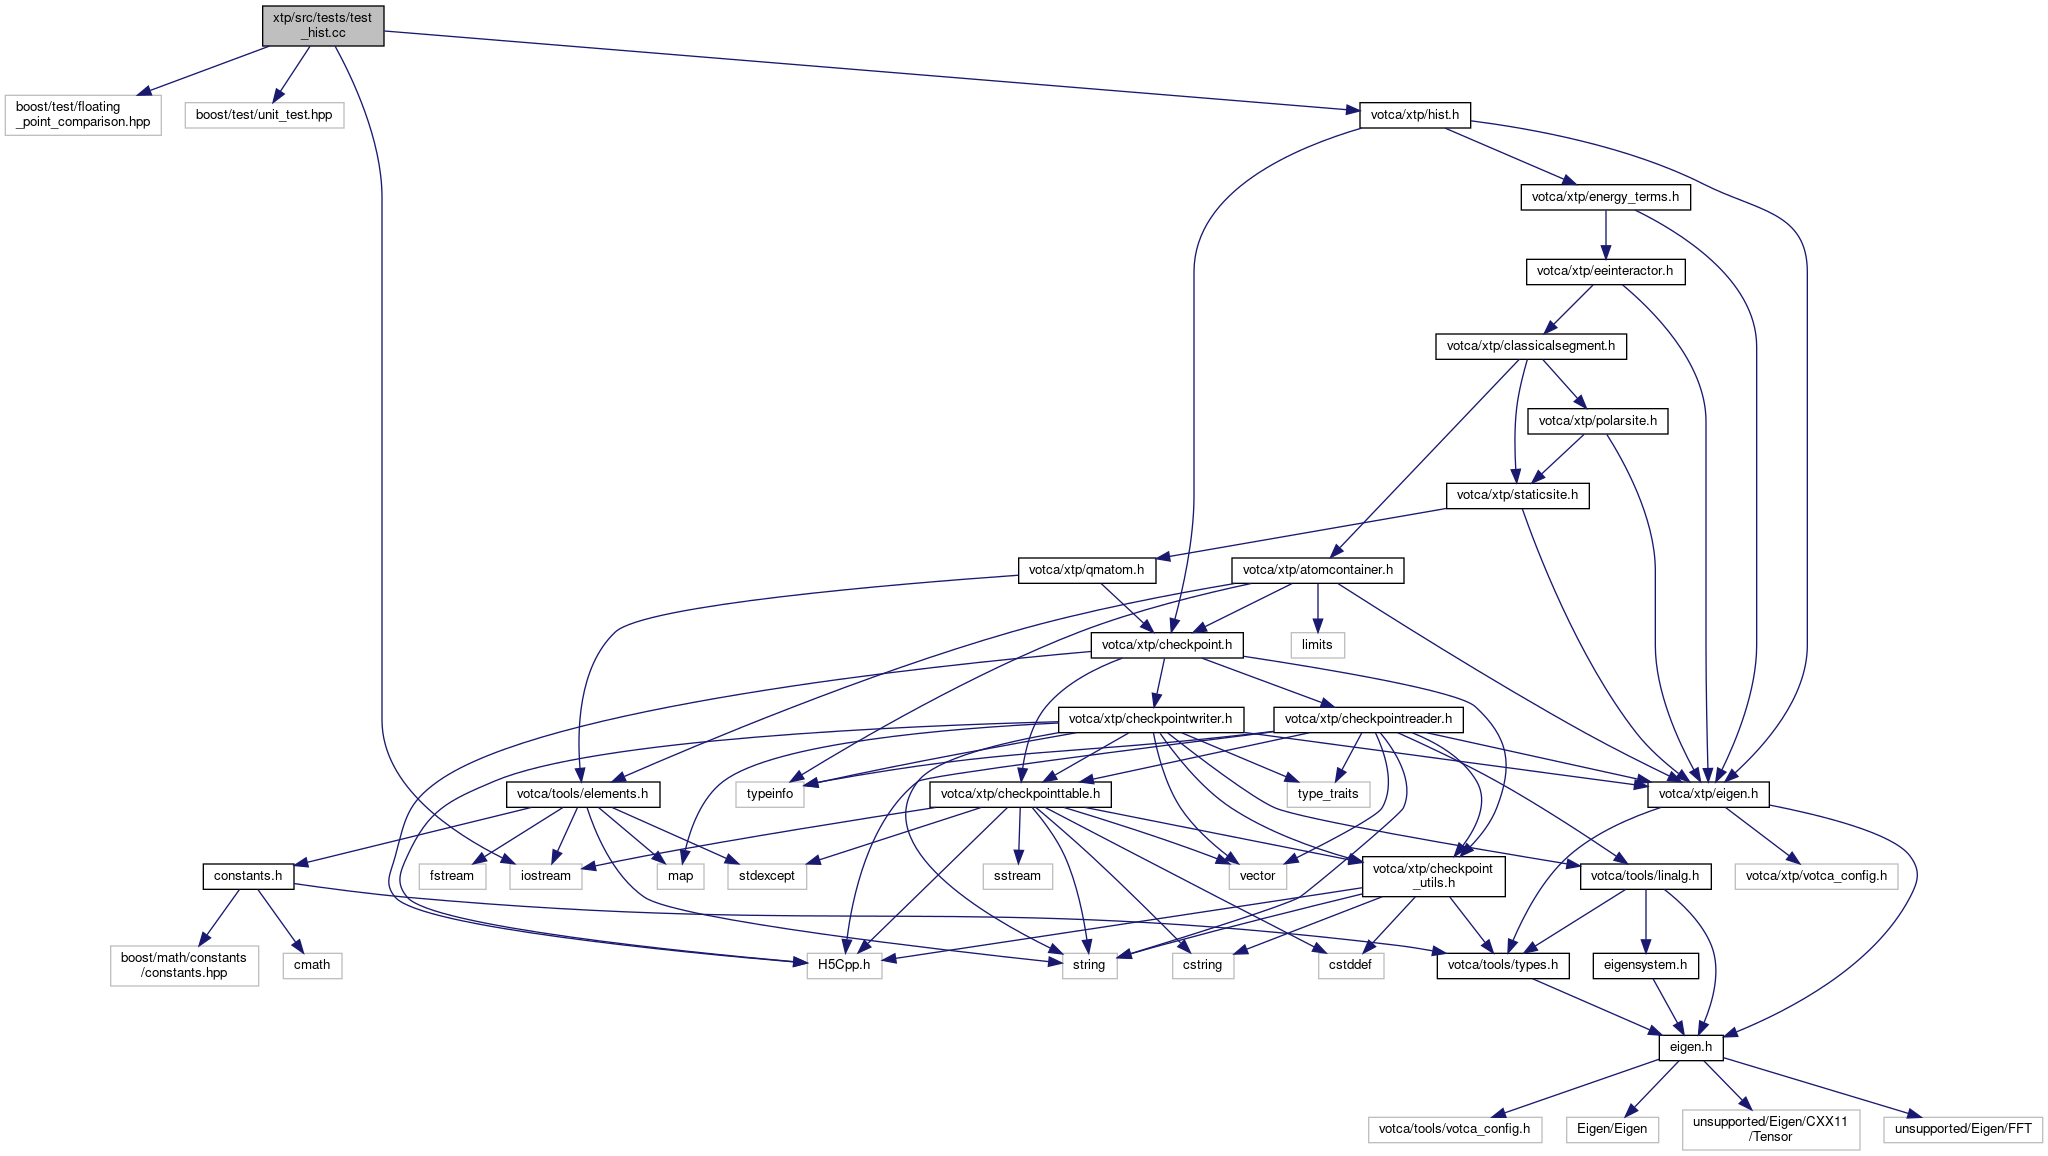 xtp/src/tests/test
_hist.cc
boost/test/floating
_point_comparison.hpp
boost/test/unit_test.hpp
votca/xtp/hist.h
votca/xtp/energy_terms.h
votca/xtp/eeinteractor.h
votca/xtp/classicalsegment.h
votca/xtp/polarsite.h
votca/xtp/staticsite.h
votca/xtp/qmatom.h
votca/xtp/atomcontainer.h
votca/xtp/checkpoint.h
limits
votca/xtp/checkpointwriter.h
votca/xtp/checkpointreader.h
votca/tools/elements.h
typeinfo
votca/xtp/checkpointtable.h
type_traits
votca/xtp/eigen.h
constants.h
fstream
iostream
map
stdexcept
sstream
vector
votca/xtp/checkpoint
_utils.h
votca/tools/linalg.h
votca/xtp/votca_config.h
boost/math/constants
/constants.hpp
cmath
H5Cpp.h
string
cstring
cstddef
votca/tools/types.h
eigensystem.h
eigen.h
votca/tools/votca_config.h
Eigen/Eigen
unsupported/Eigen/CXX11
/Tensor
unsupported/Eigen/FFT